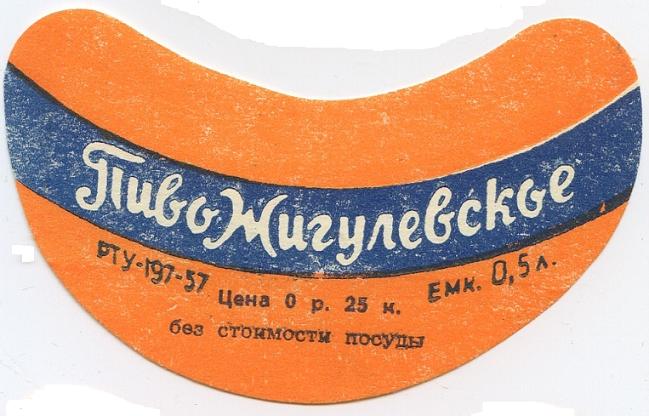 Пиво Жигулевское
РТУ-197-57
Цена 0 р. 25 к.
Емк. 0,5 л.
без стоимости посуды